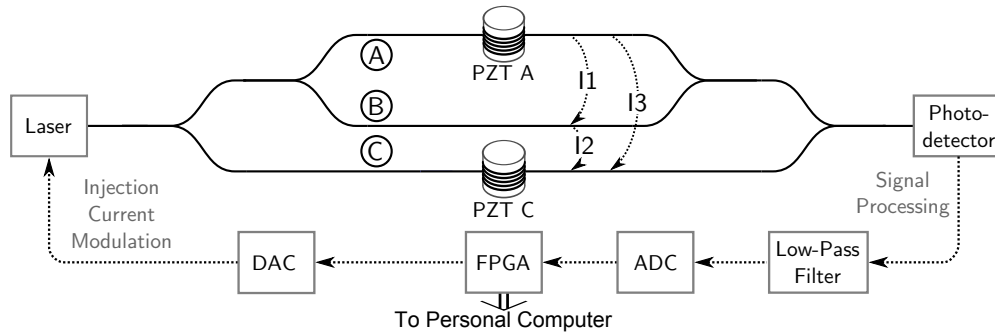 A
PZT A
I1
I3
B
I2
C
PZT C
Laser
Photo-
detector
Injection
Current
Modulation
Signal
Processing
DAC
FPGA
ADC
Low-Pass
Filter
To Personal Computer